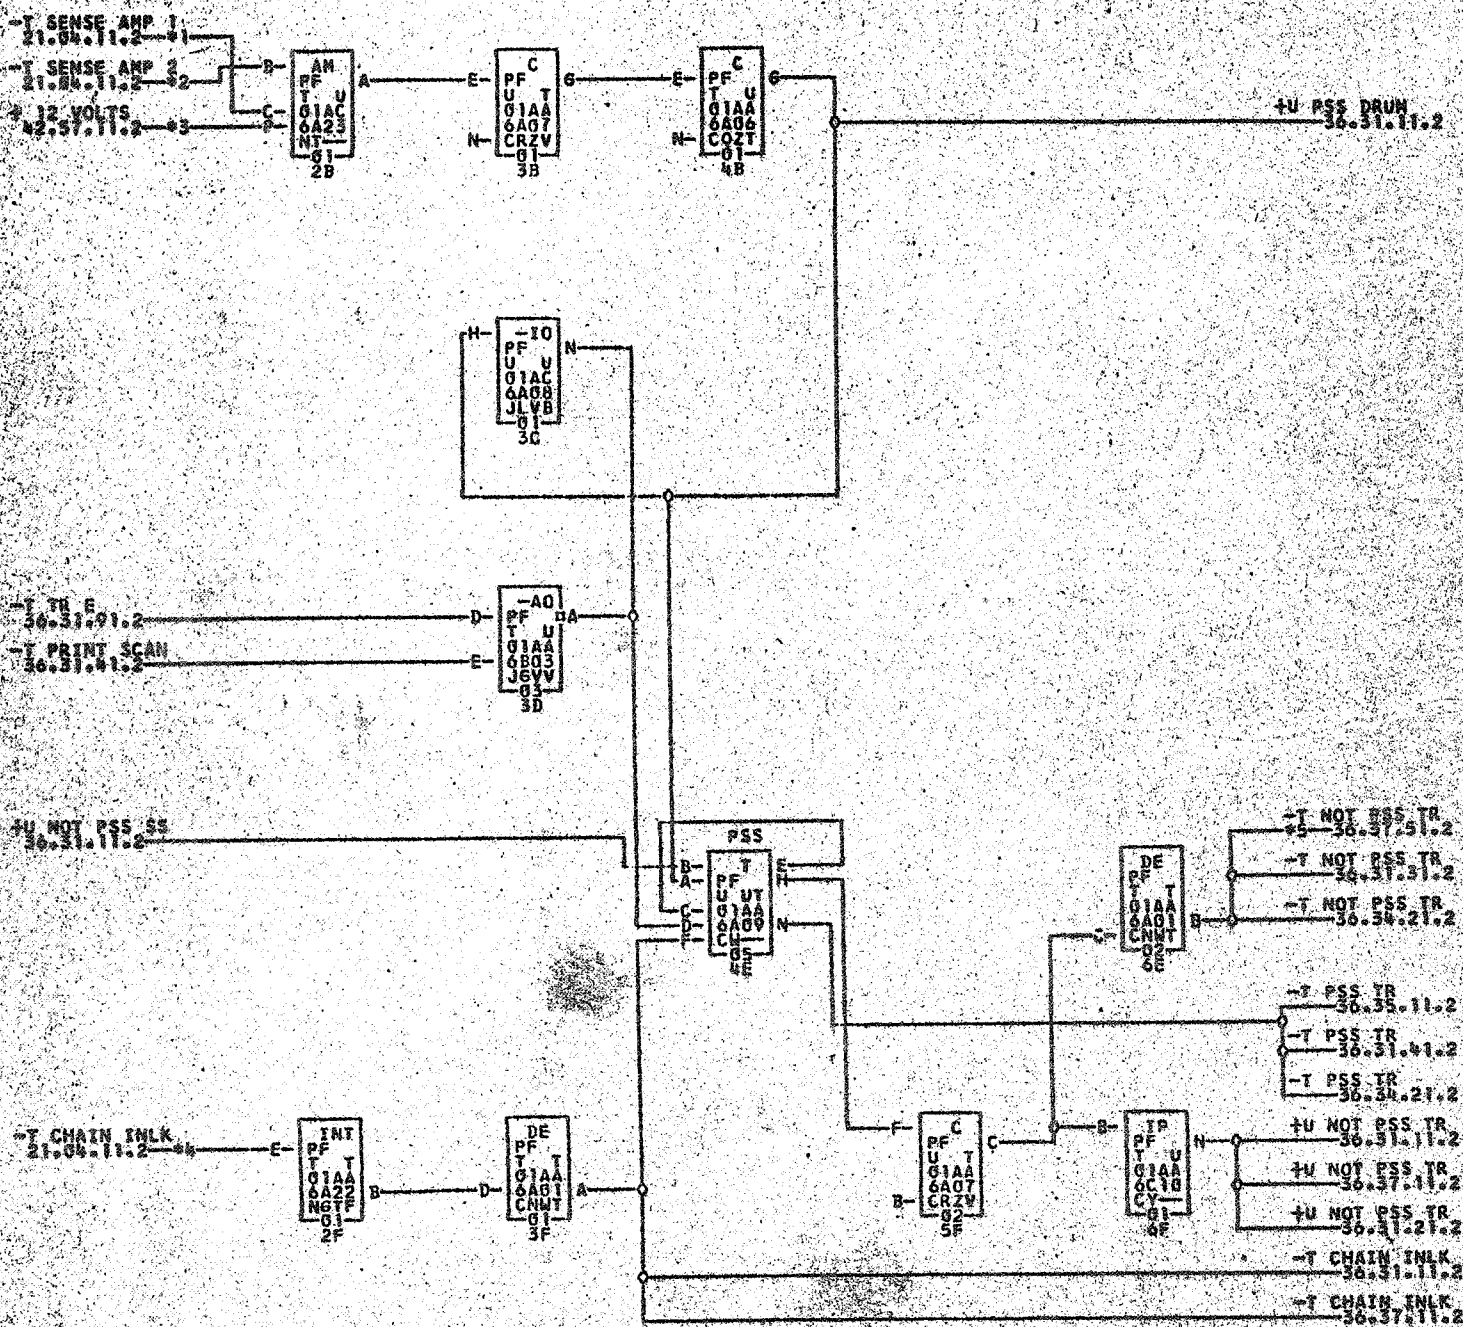 -T SENSE AMP 1
21.04.11.2 *1
-T SENSE AMP 2
21.04.11.2 *2
+ 12 VOLTS
42.57.11.2 *3
B-
C-
P-
AM
PF
T U
01AC
6A23
NT--
01
2B
A
E-
N-
C
PF
U T
01AA
6A07
CRZV
01
3B
G
E-
N-
C
PF
T U
01AA
6A06
CQZT
01
4B
G
+U PSS DRUM
36.31.11.2
H-
-IO
PF
U U
01AC
6A08
JLVB
01
3C
N
-T TR E
36.31.91.2
-T PRINT SCAN
36.31.41.2
D-
E-
-AO
PF
T U
01AA
6B03
JGVV
03
3D
A
+U NOT PSS SS
36.31.11.2
PSS
B-
A-
C-
D-
F-
T
PF
U UT
01AA
6A09
CW--
05
4E
E
H
N
C-
DE
PF
T T
01AA
6A01
CNWT
02
6E
B
-T NOT PSS TR
*5 36.37.51.2
-T NOT PSS TR
36.31.31.2
-T NOT PSS TR
36.34.21.2
-T PSS TR
36.35.11.2
-T PSS TR
36.31.41.2
-T PSS TR
36.34.21.2
-T CHAIN INLK
21.04.11.2 *4
E-
INT
PF
T T
01AA
6A22
NGTF
01
2F
B
D-
DE
PF
T T
01AA
6A01
CNWT
01
3F
A
F-
B-
C
PF
U T
01AA
6A07
CRZV
02
5F
C
B-
TP
PF
T U
01AA
6C10
CY--
01
6F
N
+U NOT PSS TR
36.31.11.2
+U NOT PSS TR
36.37.11.2
+U NOT PSS TR
36.31.21.2
-T CHAIN INLK
36.31.11.2
-T CHAIN INLK
36.37.11.2